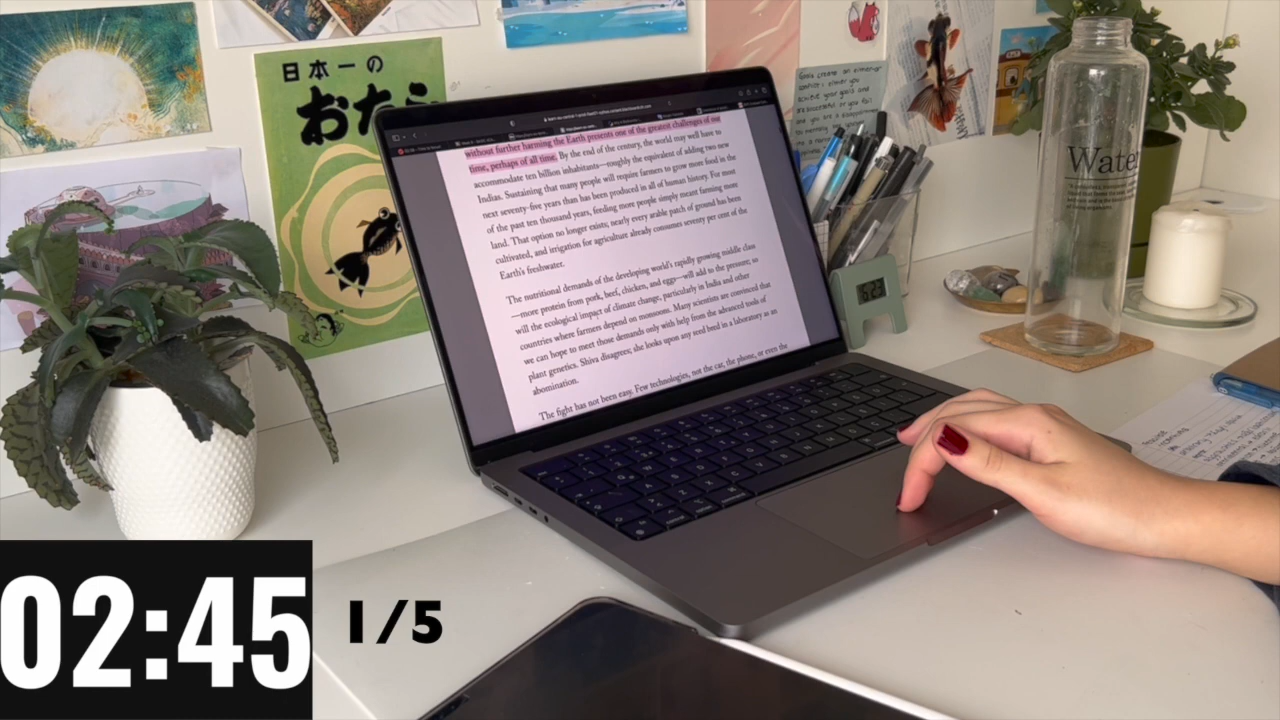 日本一の
おたら
without further harming the Earth presents one of the greatest challenges of our
time, perhaps of all time. By the end of the century, the world may well have to
accommodate ten billion inhabitants—roughly the equivalent of adding two new
Indias. Sustaining that many people will require farmers to grow more food in the
next seventy-five years than has been produced in all of human history. For most
of the past ten thousand years, feeding more people simply meant farming more
land. That option no longer exists; nearly every arable patch of ground has been
cultivated, and irrigation for agriculture already consumes seventy per cent of the
Earth's freshwater.
The nutritional demands of the developing world's rapidly growing middle class
—more protein from pork, beef, chicken, and eggs—will add to the pressure; so
will the ecological impact of climate change, particularly in India and other
countries where farmers depend on monsoons. Many scientists are convinced that
we can hope to meet those demands only with help from the advanced tools of
plant genetics. Shiva disagrees; she looks upon any seed bred in a laboratory as an
abomination.
The fight has not been easy. Few technologies, not the car, the phone, or even the
Goals create an
achieve your goals and
6:23
Water
02:45
1/5